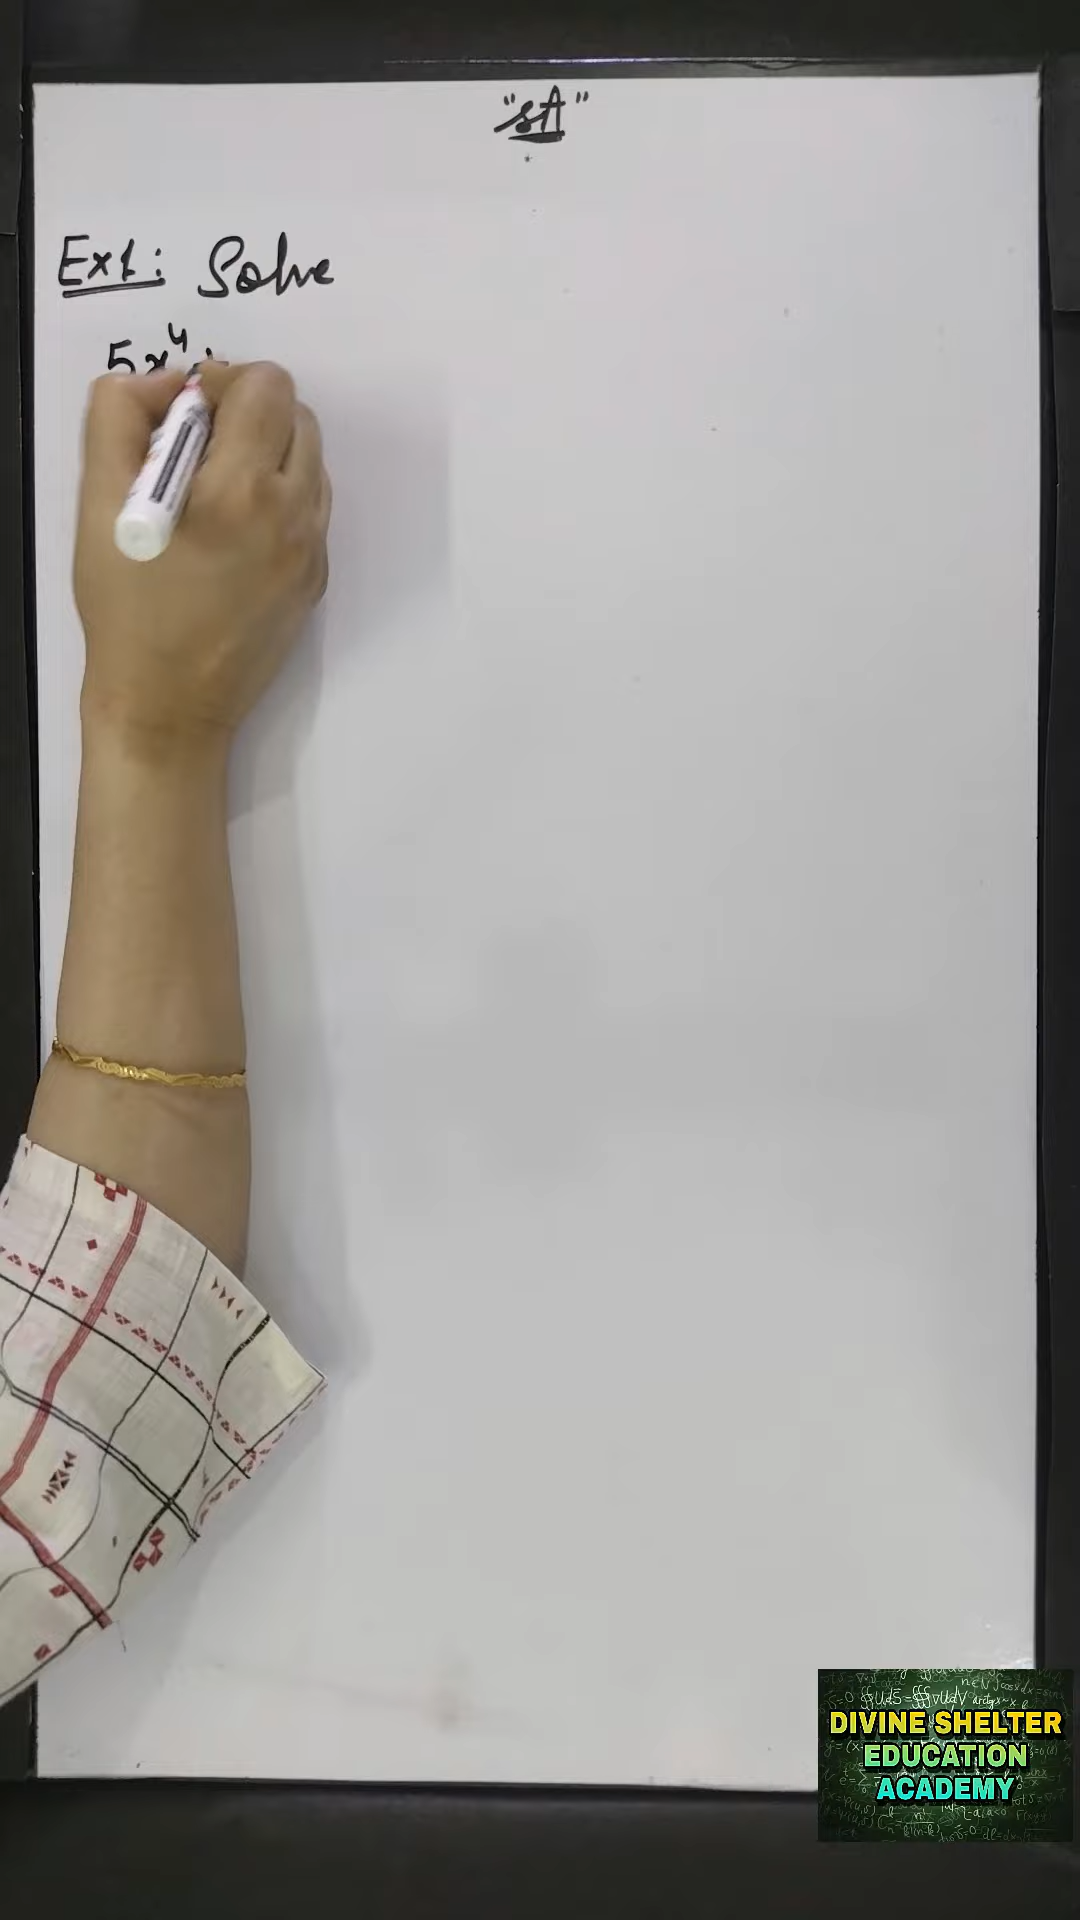 "SA"
Ex1: Solve
5x⁴ +
DIVINE SHELTER
EDUCATION
ACADEMY